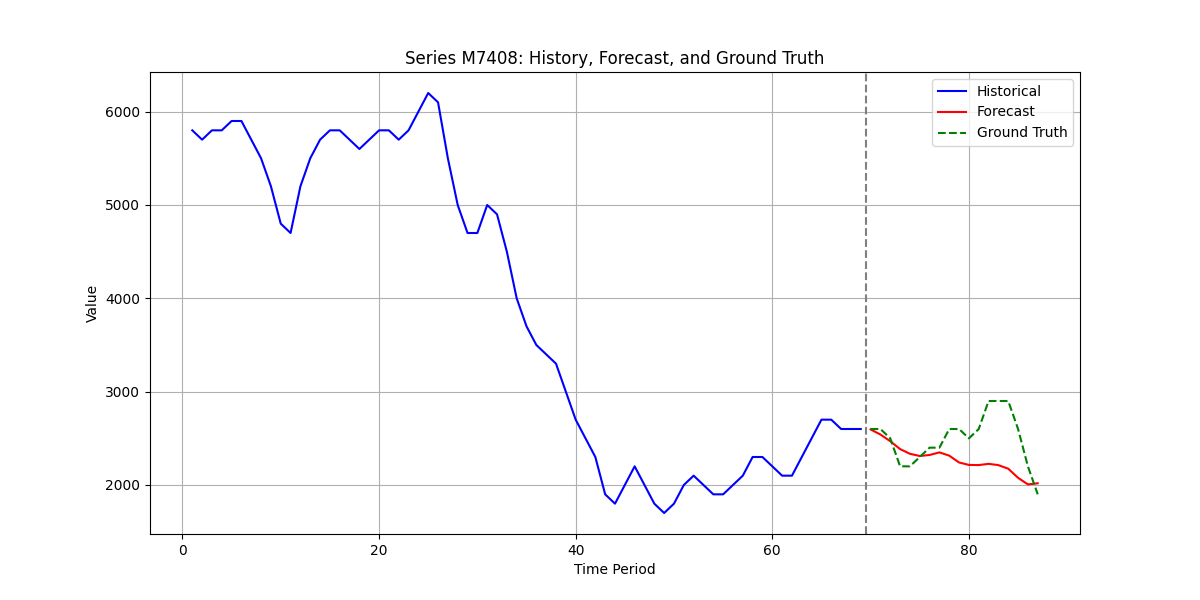 Series M7408: History, Forecast, and Ground Truth
Historical
Forecast
Ground Truth
6000
5000
4000
3000
2000
Value
0
20
40
60
80
Time Period